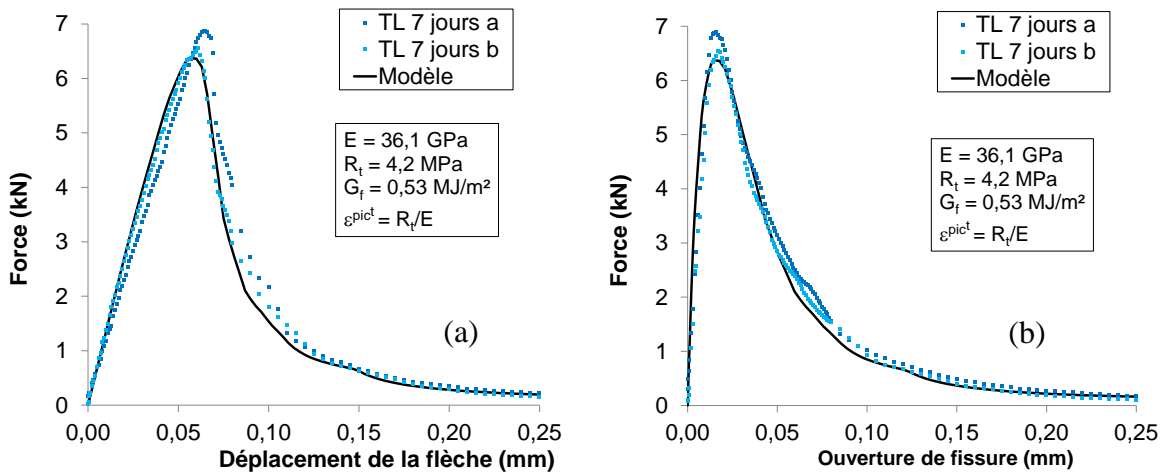 7
6
5
4
3
2
1
0
Force (kN)
0,00 0,05 0,10 0,15 0,20 0,25
Déplacement de la flèche (mm)
TL 7 jours a
TL 7 jours b
Modèle
E = 36,1 GPa
Rt = 4,2 MPa
Gf = 0,53 MJ/m²
εpict = Rt/E
(a)
7
6
5
4
3
2
1
0
Force (kN)
0,00 0,05 0,10 0,15 0,20 0,25
Ouverture de fissure (mm)
TL 7 jours a
TL 7 jours b
Modèle
E = 36,1 GPa
Rt = 4,2 MPa
Gf = 0,53 MJ/m²
εpict = Rt/E
(b)